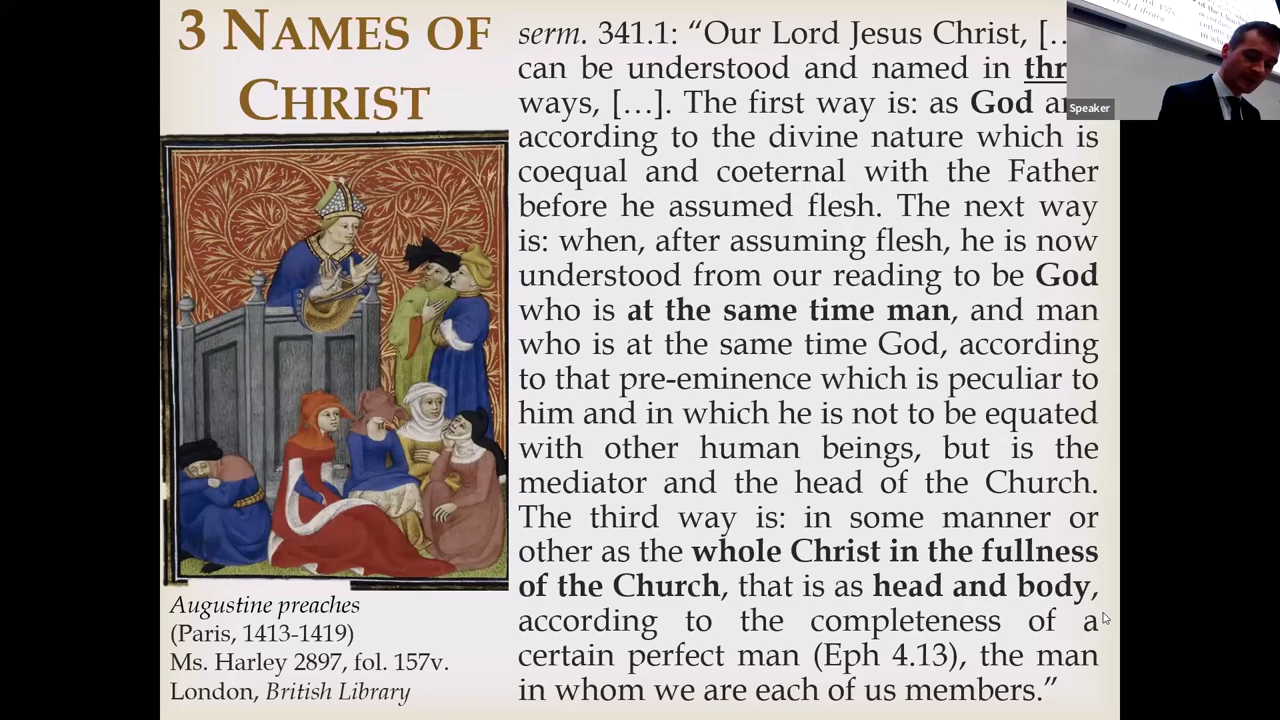 3 NAMES OF
CHRIST
serm. 341.1: “Our Lord Jesus Christ, [..
can be understood and named in thr
ways, […]. The first way is: as God an
according to the divine nature which is
coequal and coeternal with the Father
before he assumed flesh. The next way
is: when, after assuming flesh, he is now
understood from our reading to be God
who is at the same time man, and man
who is at the same time God, according
to that pre-eminence which is peculiar to
him and in which he is not to be equated
with other human beings, but is the
mediator and the head of the Church.
The third way is: in some manner or
other as the whole Christ in the fullness
of the Church, that is as head and body,
according to the completeness of a
certain perfect man (Eph 4.13), the man
in whom we are each of us members.”
Augustine preaches
(Paris, 1413-1419)
Ms. Harley 2897, fol. 157v.
London, British Library
Speaker